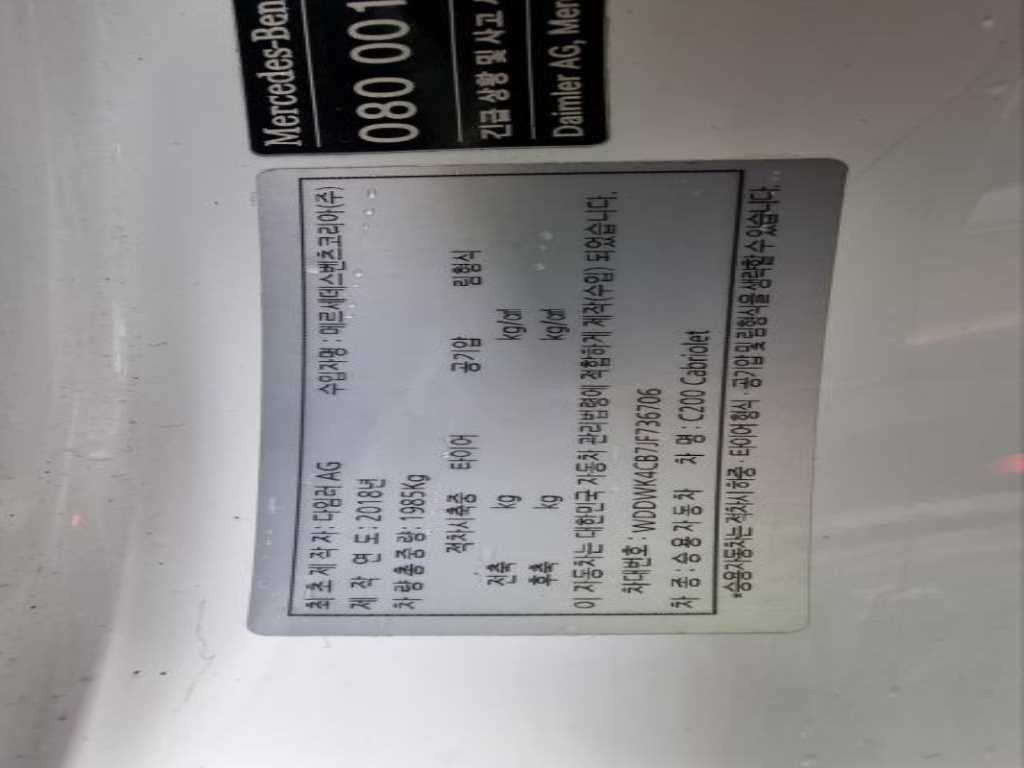 Mercedes-Ben
080 001
긴급 상황 및 사고 시
Daimler AG, Mer
최초제작자: 다임러 AG 수입자명 : 메르세데스벤츠코리아(주)
제 작 연 도: 2018년
차량총중량: 1985Kg
적차시축중 타이어 공기압 림형식
전축 kg kg/㎠
후축 kg kg/㎠
이 자동차는 대한민국 자동차 관리법령에 적합하게 제작(수입) 되었습니다.
차대번호 : WDDWK4CB7JF736706
차 종 : 승용자동차 차 명 : C200 Cabriolet
*승용자동차는 적차시 하중 · 타이어 형식 · 공기압 및 림형식을 생략할 수 있습니다.